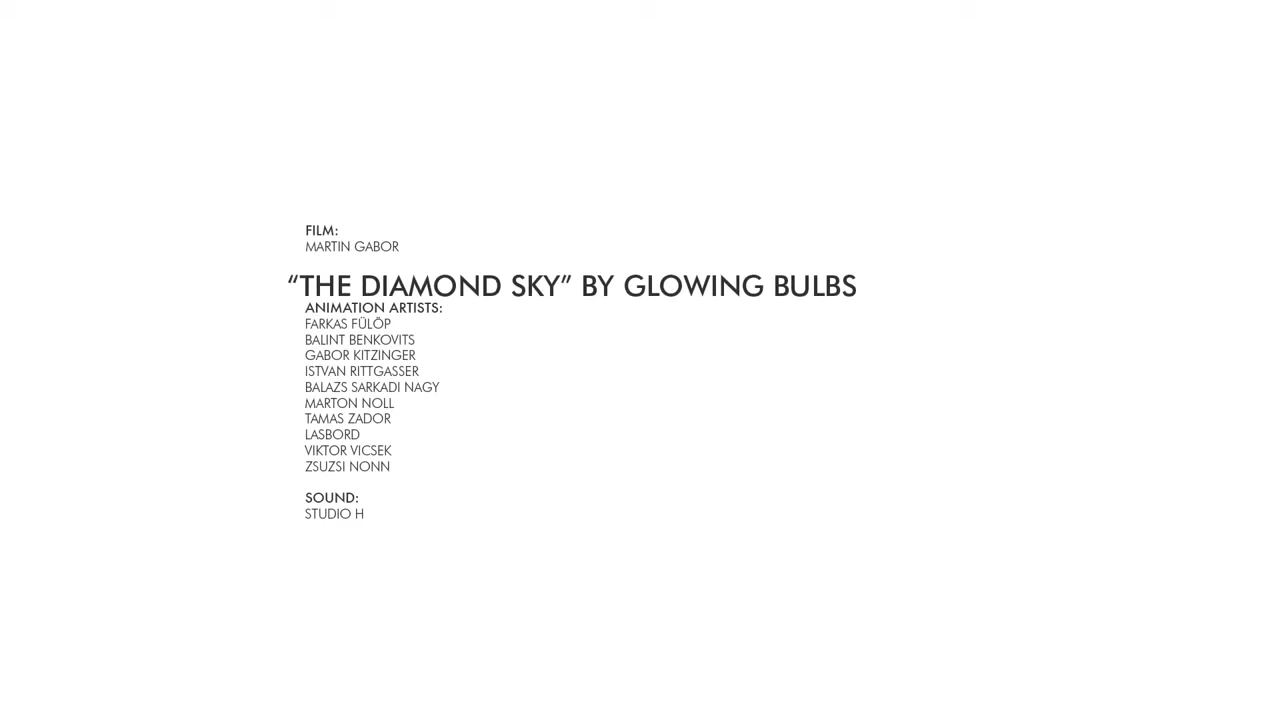 FILM:
MARTIN GABOR
“THE DIAMOND SKY” BY GLOWING BULBS
ANIMATION ARTISTS:
FARKAS FÜLÖP
BALINT BENKOVITS
GABOR KITZINGER
ISTVAN RITTGASSER
BALAZS SARKADI NAGY
MARTON NOLL
TAMAS ZADOR
LASBORD
VIKTOR VICSEK
ZSUZSI NONN
SOUND:
STUDIO H